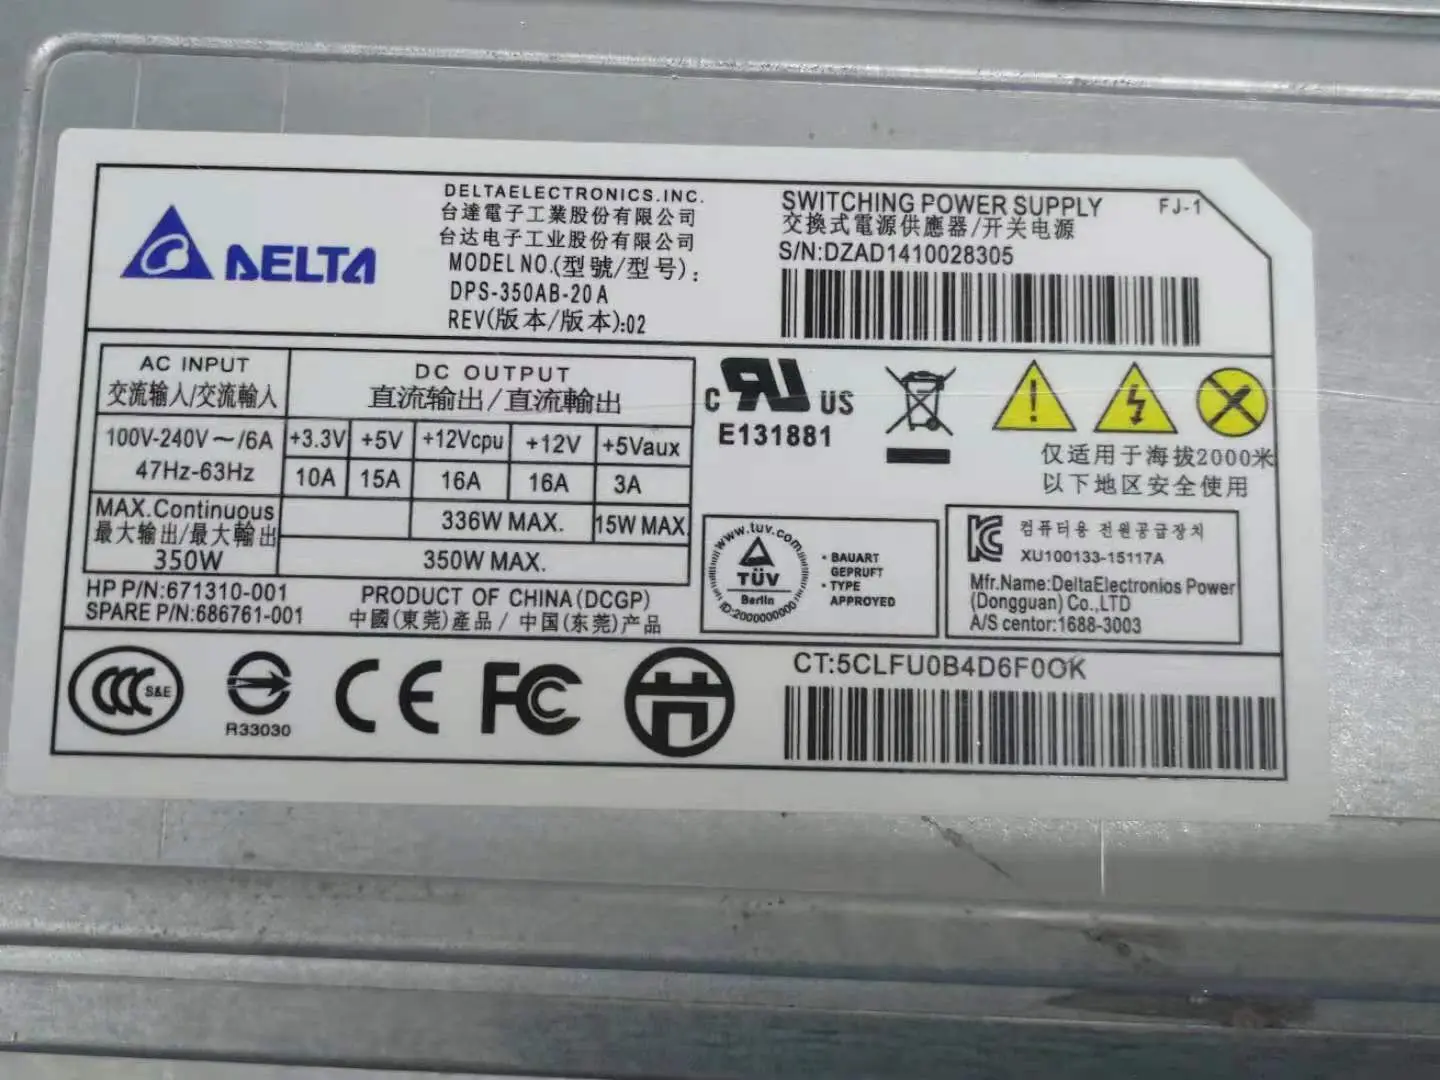 DELTA
DELTAELECTRONICS.INC.
台達電子工業股份有限公司
台达电子工业股份有限公司
MODEL NO.(型號/型号):
DPS-350AB-20 A
REV(版本/版本):02
SWITCHING POWER SUPPLY FJ-1
交換式電源供應器/开关电源
S/N:DZAD1410028305
AC INPUT
交流输入/交流輸入
100V-240V～/6A
47Hz-63Hz
MAX.Continuous
最大输出/最大輸出
350W
DC OUTPUT
直流输出/直流輸出
+3.3V +5V +12Vcpu +12V +5Vaux
10A 15A 16A 16A 3A
336W MAX. 15W MAX.
350W MAX.
HP P/N:671310-001
SPARE P/N:686761-001
PRODUCT OF CHINA(DCGP)
中國(東莞)產品 / 中国(东莞)产品
C RU US
E131881
仅适用于海拔2000米
以下地区安全使用
www.tuv.com
TÜV
Berlin
ID:2000000000
• BAUART
GEPRUFT
• TYPE
APPROVED
KC
컴퓨터용 전원공급장치
XU100133-15117A
Mfr.Name:DeltaElectronios Power
(Dongguan) Co.,LTD
A/S centor:1688-3003
CCC S&E
R33030
CE
FC
CT:5CLFU0B4D6F0OK